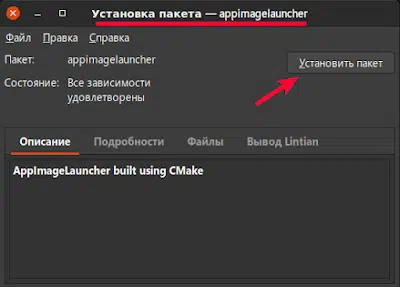 Установка пакета — appimagelauncher
Файл Правка Справка
Пакет: appimagelauncher
Установить пакет
Состояние: Все зависимости
удовлетворены
Описание Подробности Файлы Вывод Lintian
AppImageLauncher built using CMake